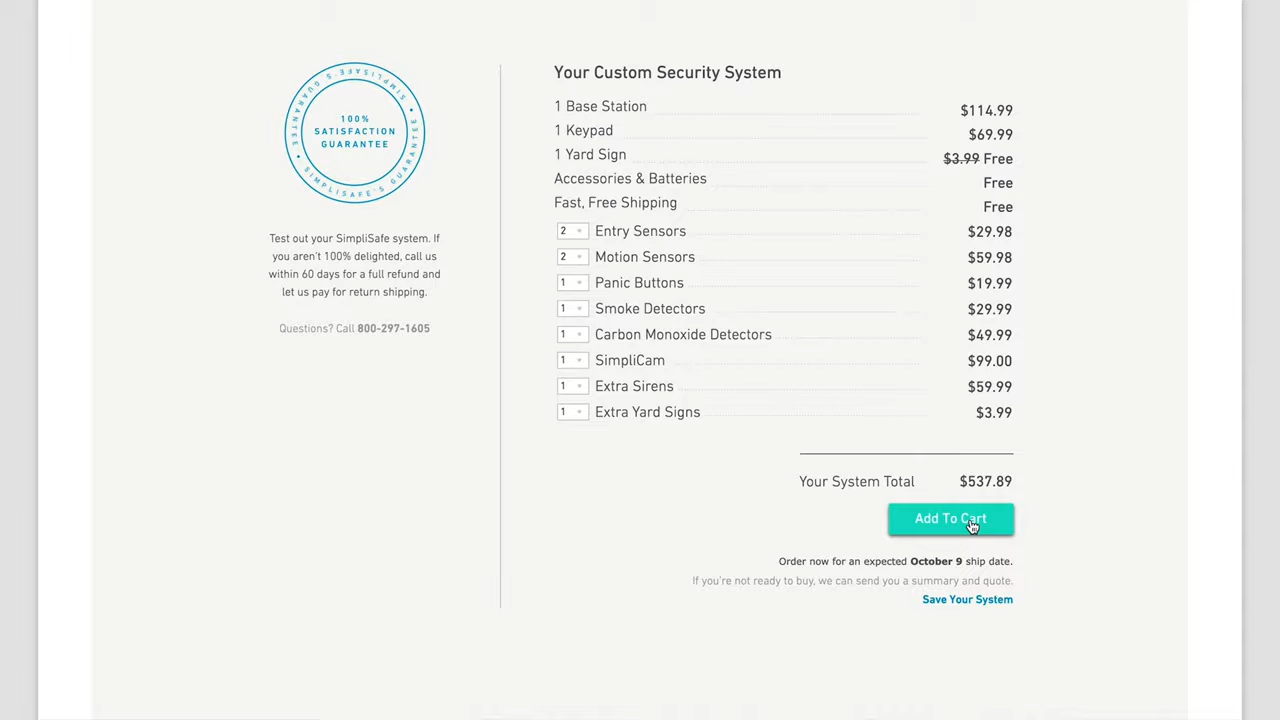 SIMPLISAFE'S GUARANTEE • SIMPLISAFE'S GUARANTEE •
100%
SATISFACTION
GUARANTEE
Test out your SimpliSafe system. If
you aren't 100% delighted, call us
within 60 days for a full refund and
let us pay for return shipping.
Questions? Call 800-297-1605
Your Custom Security System
1 Base Station $114.99
1 Keypad $69.99
1 Yard Sign $3.99 Free
Accessories & Batteries Free
Fast, Free Shipping Free
2 Entry Sensors $29.98
2 Motion Sensors $59.98
1 Panic Buttons $19.99
1 Smoke Detectors $29.99
1 Carbon Monoxide Detectors $49.99
1 SimpliCam $99.00
1 Extra Sirens $59.99
1 Extra Yard Signs $3.99
Your System Total $537.89
Add To Cart
Order now for an expected October 9 ship date.
If you're not ready to buy, we can send you a summary and quote.
Save Your System